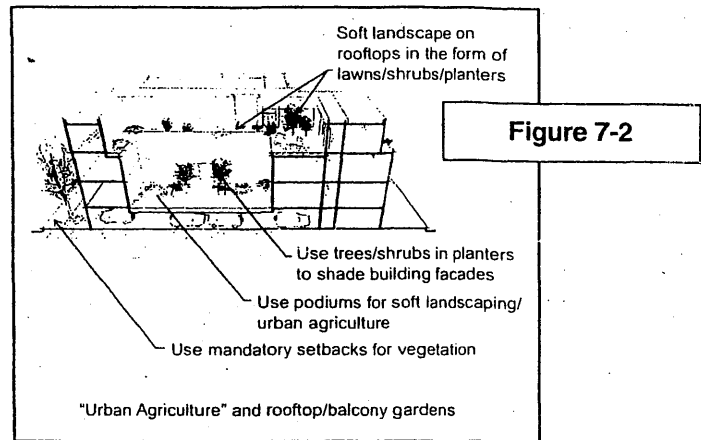 Soft landscape on
rooftops in the form of
lawns/shrubs/planters
Figure 7-2
Use trees/shrubs in planters
to shade building facades
Use podiums for soft landscaping/
urban agriculture
Use mandatory setbacks for vegetation
"Urban Agriculture" and rooftop/balcony gardens